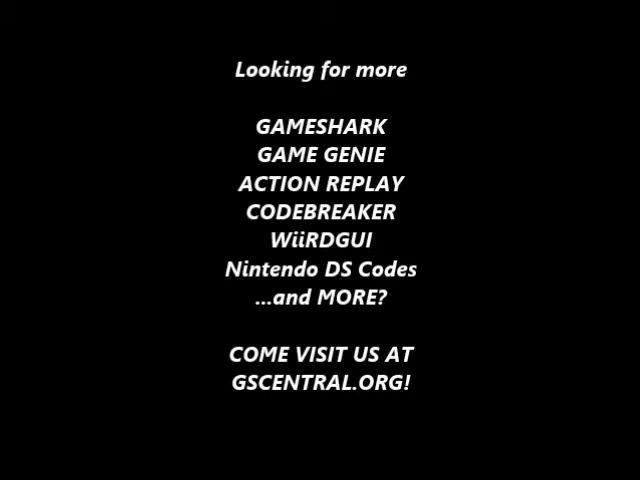 Looking for more
GAMESHARK
GAME GENIE
ACTION REPLAY
CODEBREAKER
WiiRDGUI
Nintendo DS Codes
...and MORE?
COME VISIT US AT
GSCENTRAL.ORG!